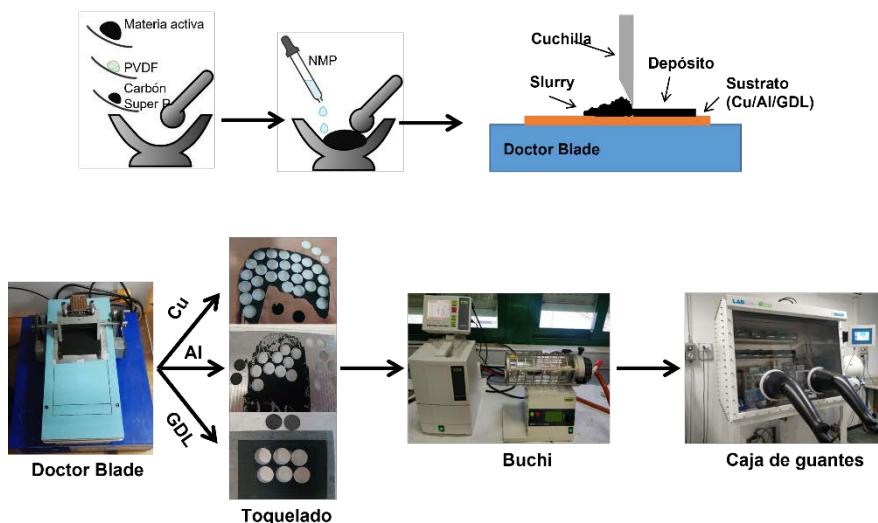 Materia activa
PVDF
Carbón
Super P
NMP
Cuchilla
Slurry
Depósito
Sustrato
(Cu/Al/GDL)
Doctor Blade
Cu
Al
GDL
Doctor Blade
Toquelado
Buchi
LAB
Caja de guantes